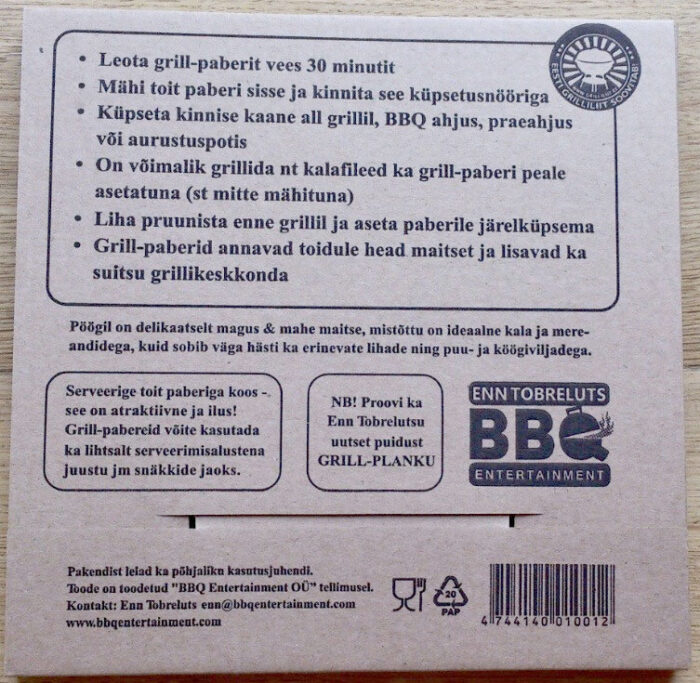 • Leota grill-paberit vees 30 minutit
• Mähi toit paberi sisse ja kinnita see küpsetusnööriga
• Küpseta kinnise kaane all grillil, BBQ ahjus, praeahjus
või aurustuspotis
• On võimalik grillida nt kalafileed ka grill-paberi peale
asetatuna (st mitte mähituna)
• Liha pruunista enne grillil ja aseta paberile järelküpsema
• Grill-paberid annavad toidule head maitset ja lisavad ka
suitsu grillikeskkonda
EESTI GRILLILIIT SOOVITAB!
Pöögil on delikaatselt magus & mahe maitse, mistõttu on ideaalne kala ja mere-
andidega, kuid sobib väga hästi ka erinevate lihade ning puu- ja köögiviljadega.
Serveerige toit paberiga koos -
see on atraktiivne ja ilus!
Grill-pabereid võite kasutada
ka lihtsalt serveerimisalustena
juustu jm snäkkide jaoks.
NB! Proovi ka
Enn Tobrelutsu
uutset puidust
GRILL-PLANKU
ENN TOBRELUTS
BBQ
ENTERTAINMENT
Pakendist leiad ka põhjaliku kasutusjuhendi.
Toode on toodetud "BBQ Entertainment OÜ" tellimusel.
Kontakt: Enn Tobreluts enn@bbqentertainment.com
www.bbqentertainment.com
20
PAP
4 744140 010012